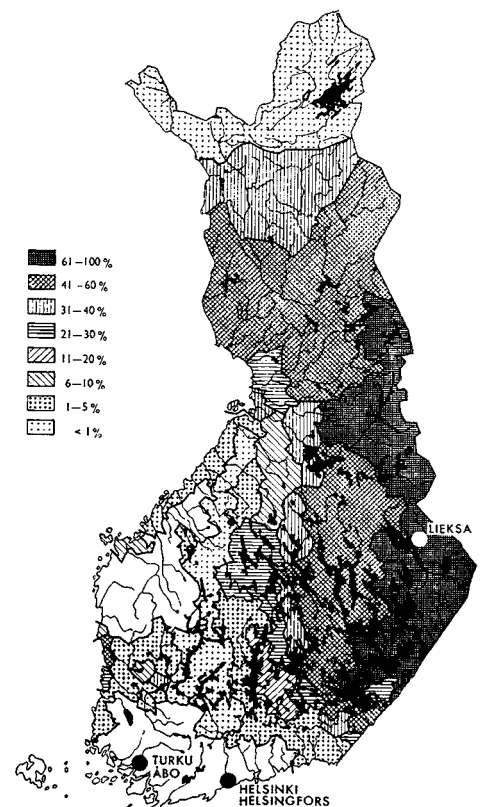 61–100 %
41–60 %
31–40 %
21–30 %
11–20 %
6–10 %
1–5 %
< 1 %
LIEKSA
TURKU
ÅBO
HELSINKI
HELSINGFORS